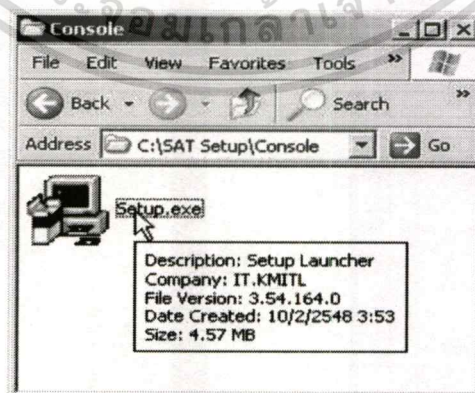 Console
File Edit View Favorites Tools »
Back Search »
Address C:\SAT Setup\Console Go
Setup.exe
Description: Setup Launcher
Company: IT.KMITL
File Version: 3.54.164.0
Date Created: 10/2/2548 3:53
Size: 4.57 MB